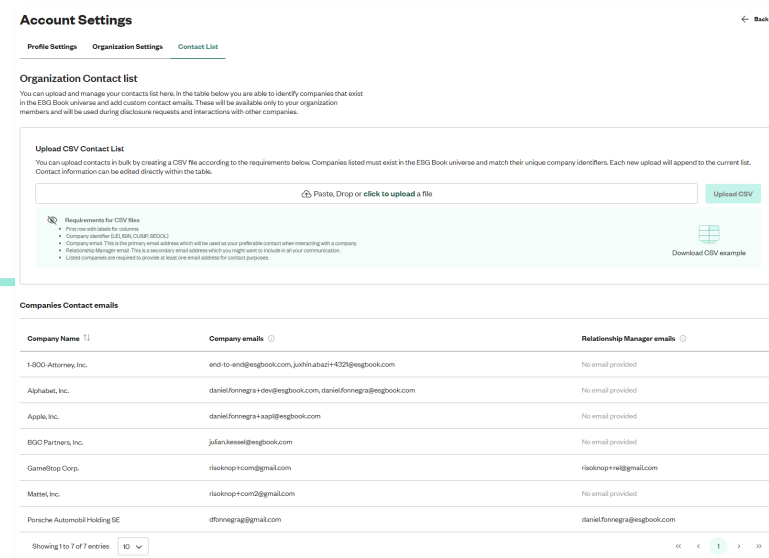 Account Settings
Back
Profile Settings Organization Settings Contact List
Organization Contact list
You can upload and manage your contacts list here. In the table below you are able to identify companies that exist
in the ESG Book universe and add custom contact emails. These will be available only to your organization
members and will be used during disclosure requests and interactions with other companies.
Upload CSV Contact List
You can upload contacts in bulk by creating a CSV file according to the requirements below. Companies listed must exist in the ESG Book universe and match their unique company identifiers. Each new upload will append to the current list.
Contact information can be edited directly within the table.
Paste, Drop or click to upload a file
Upload CSV
Requirements for CSV files
First row with labels for columns
Company identifier (LEI, ISIN, CUSIP, SEDOL)
Company email. This is the primary email address which will be used as your preferable contact when interacting with a company.
Relationship Manager email. This is a secondary email address which you might want to include in all your communication.
Listed companies are required to provide at least one email address for contact purposes.
Download CSV example
Companies Contact emails
Company Name Company emails Relationship Manager emails
1-800-Attorney, Inc. end-to-end@esgbook.com, juxhin.abazi+4321@esgbook.com No email provided
Alphabet, Inc. daniel.fonnegra+dev@esgbook.com, daniel.fonnegra@esgbook.com No email provided
Apple, Inc. daniel.fonnegra+aapl@esgbook.com No email provided
BGC Partners, Inc. julian.kessel@esgbook.com No email provided
GameStop Corp. risoknop+com@gmail.com risoknop+rel@gmail.com
Mattel, Inc. risoknop+com2@gmail.com No email provided
Porsche Automobil Holding SE dfonnegrag@gmail.com daniel.fonnegra@esgbook.com
Showing 1 to 7 of 7 entries 10 << < 1 > >>